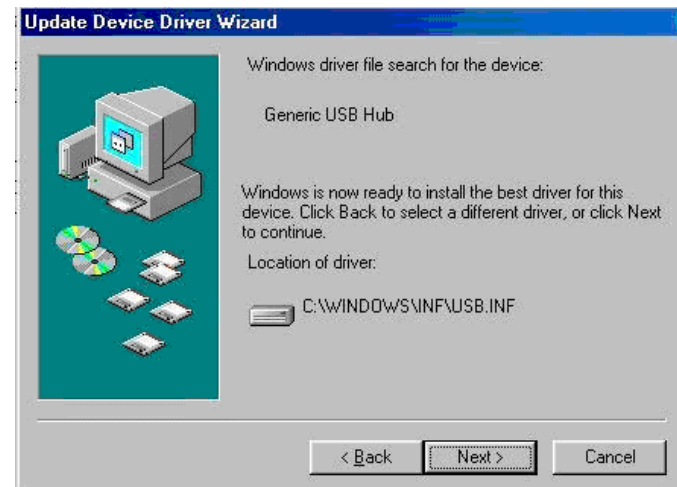 Update Device Driver Wizard
Windows driver file search for the device:
Generic USB Hub
Windows is now ready to install the best driver for this
device. Click Back to select a different driver, or click Next
to continue.
Location of driver:
C:\WINDOWS\INF\USB.INF
< Back
Next >
Cancel